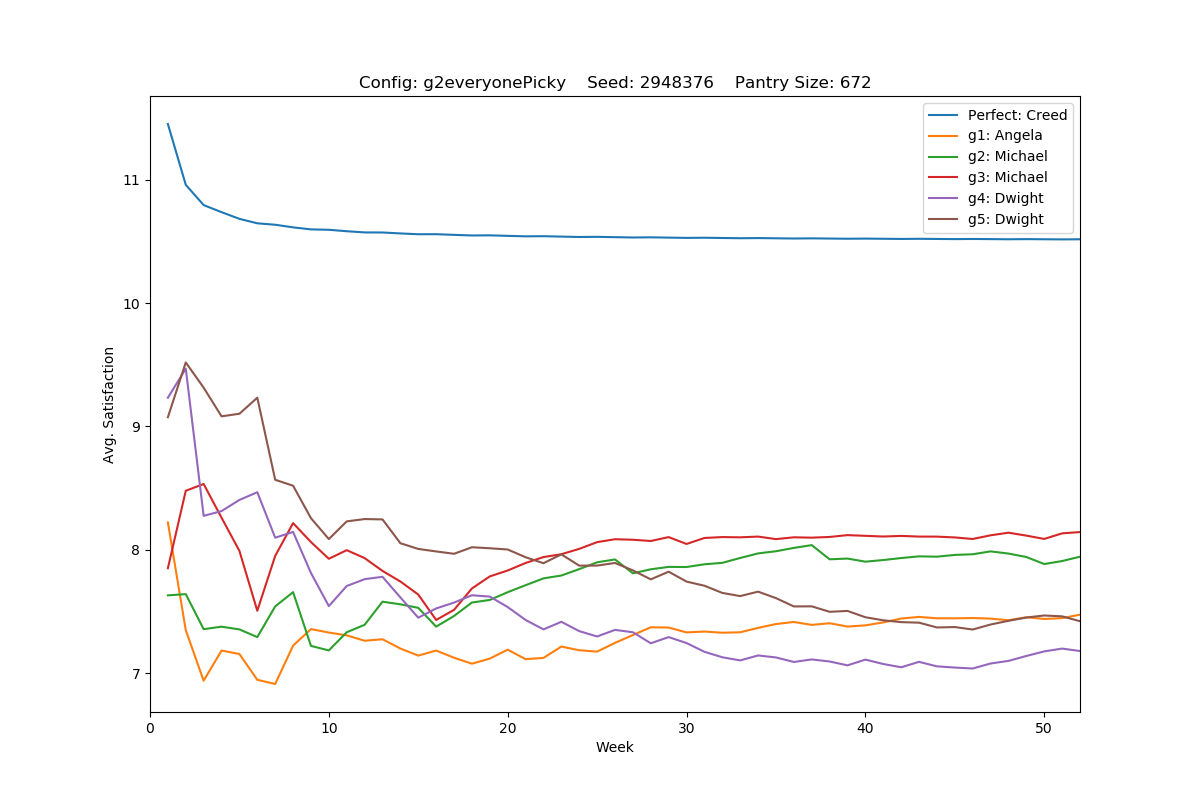 Config: g2everyonePicky    Seed: 2948376    Pantry Size: 672
Perfect: Creed
g1: Angela
g2: Michael
g3: Michael
g4: Dwight
g5: Dwight
Avg. Satisfaction
11
10
9
8
7
0 10 20 30 40 50
Week